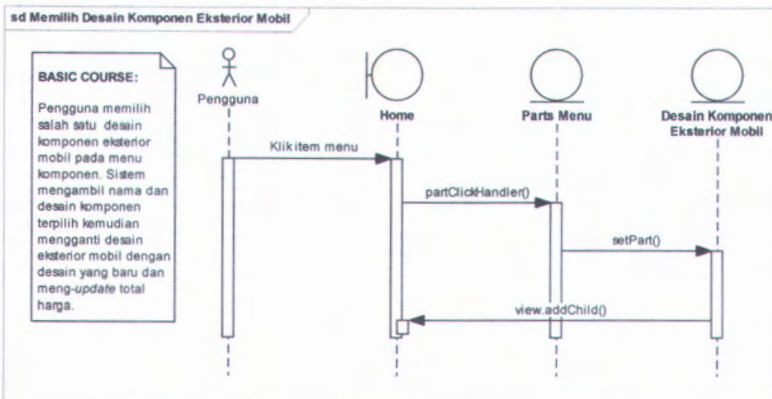 sd Memilih Desain Komponen Eksterior Mobil
BASIC COURSE:
Pengguna memilih
salah satu desain
komponen eksterior
mobil pada menu
komponen. Sistem
mengambil nama dan
desain komponen
terpilih kemudian
mengganti desain
eksterior mobil dengan
desain yang baru dan
meng-update total
harga.
Pengguna
Home
Parts Menu
Desain Komponen
Eksterior Mobil
Klik item menu
partClickHandler()
setPart()
view.addChild()